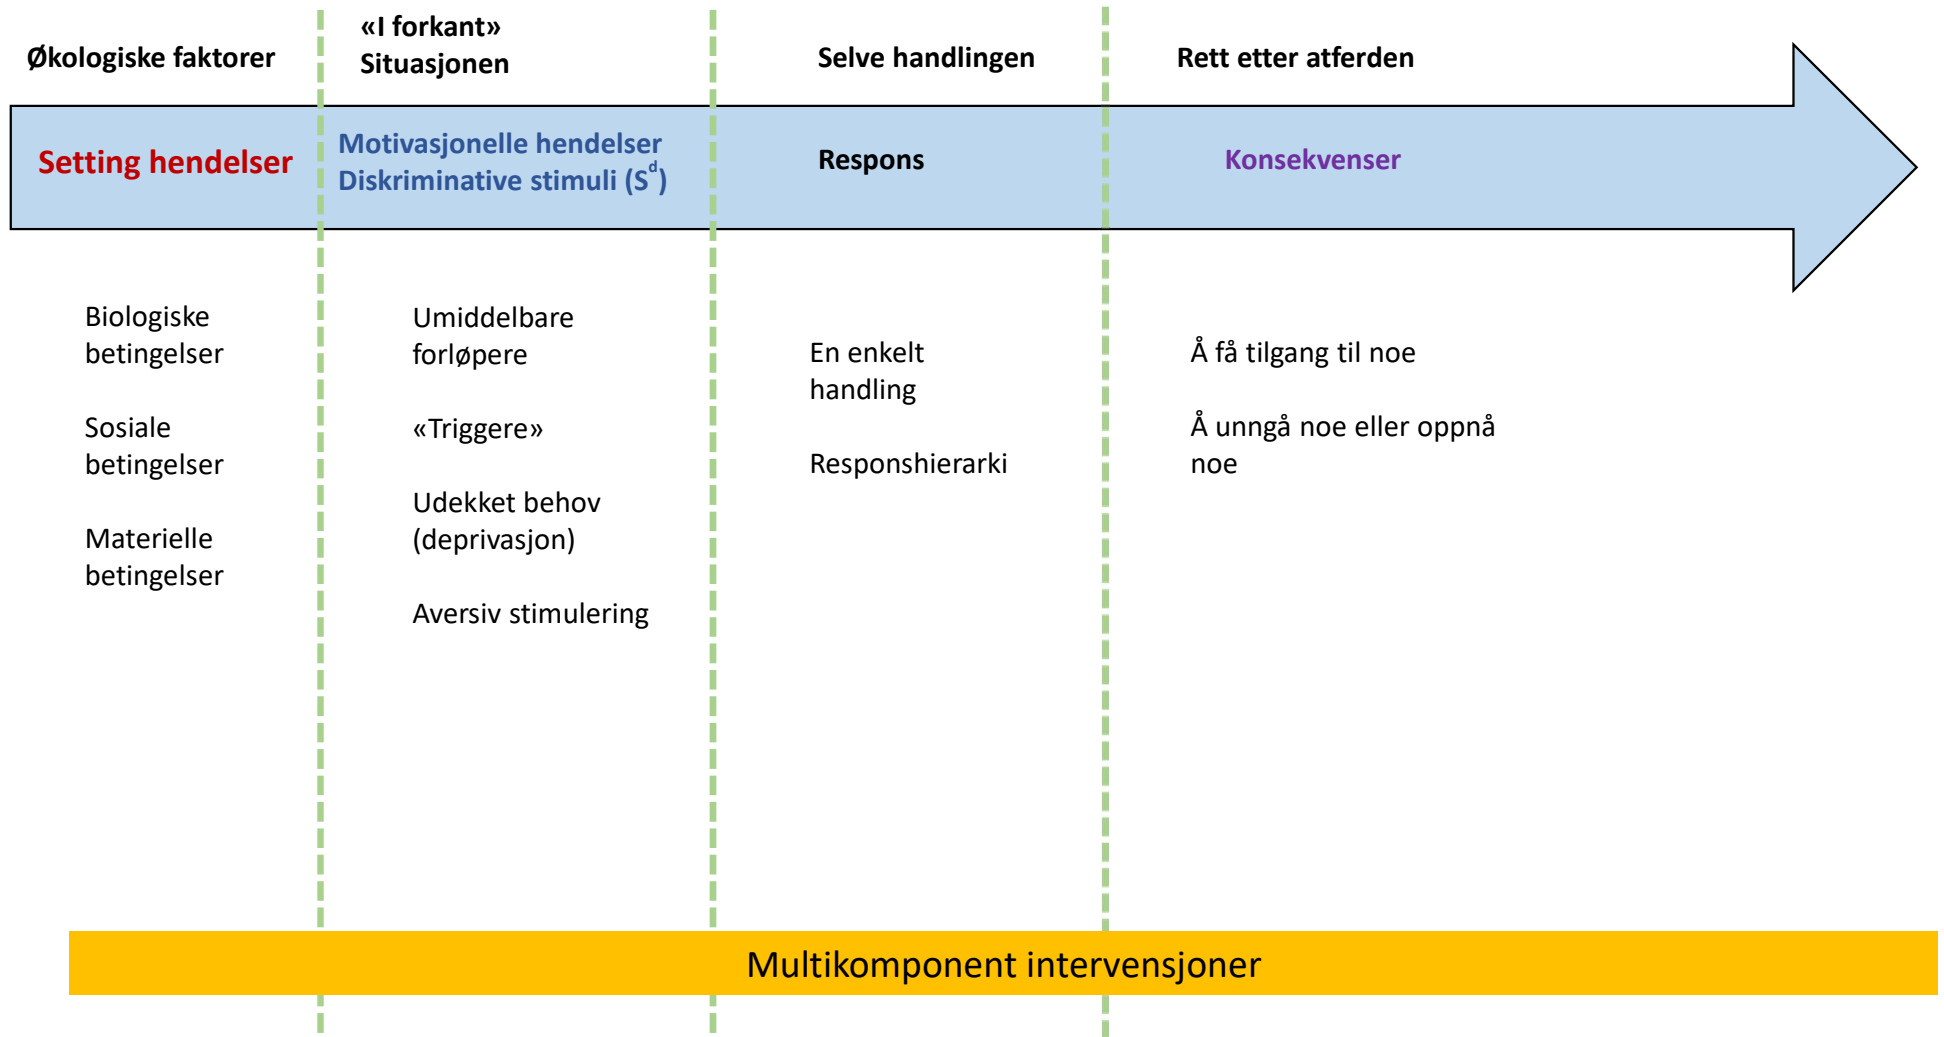 Økologiske faktorer
«I forkant»
Situasjonen
Selve handlingen
Rett etter atferden
Setting hendelser
Motivasjonelle hendelser
Diskriminative stimuli (Sᵈ)
Respons
Konsekvenser
Biologiske
betingelser
Sosiale
betingelser
Materielle
betingelser
Umiddelbare
forløpere
«Triggere»
Udekket behov
(deprivasjon)
Aversiv stimulering
En enkelt
handling
Responshierarki
Å få tilgang til noe
Å unngå noe eller oppnå
noe
Multikomponent intervensjoner